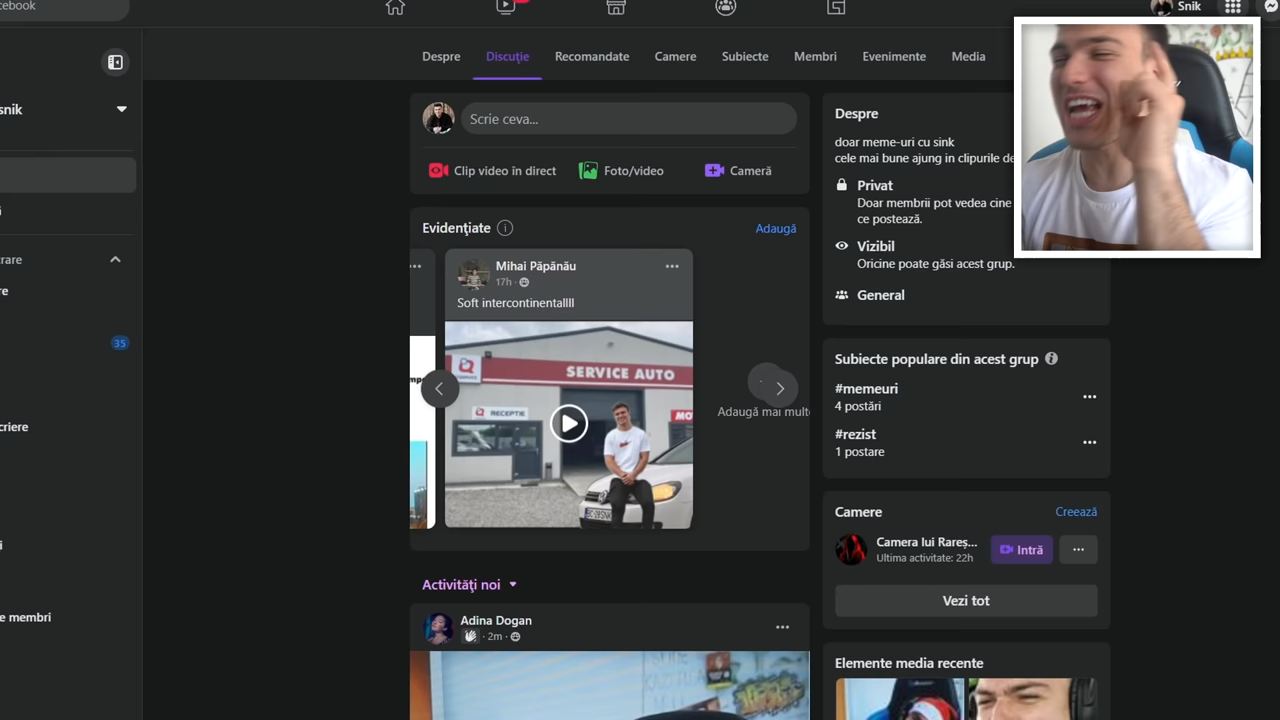 cebook
Snik
Despre
Discuție
Recomandate
Camere
Subiecte
Membri
Evenimente
Media
snik
Scrie ceva...
Clip video în direct
Foto/video
Cameră
Despre
doar meme-uri cu sink
cele mai bune ajung in clipurile de
Privat
Doar membrii pot vedea cine
ce postează.
Vizibil
Oricine poate găsi acest grup.
General
Evidențiate
Adaugă
Mihai Păpănău
17h
Soft intercontinentallll
SERVICE AUTO
RECEPTIE
Adaugă mai mult
rare
re
35
criere
i
e membri
Subiecte populare din acest grup
#memeuri
4 postări
#rezist
1 postare
Camere
Creează
Camera lui Rareș...
Ultima activitate: 22h
Intră
Vezi tot
Activități noi
Adina Dogan
2m
Elemente media recente